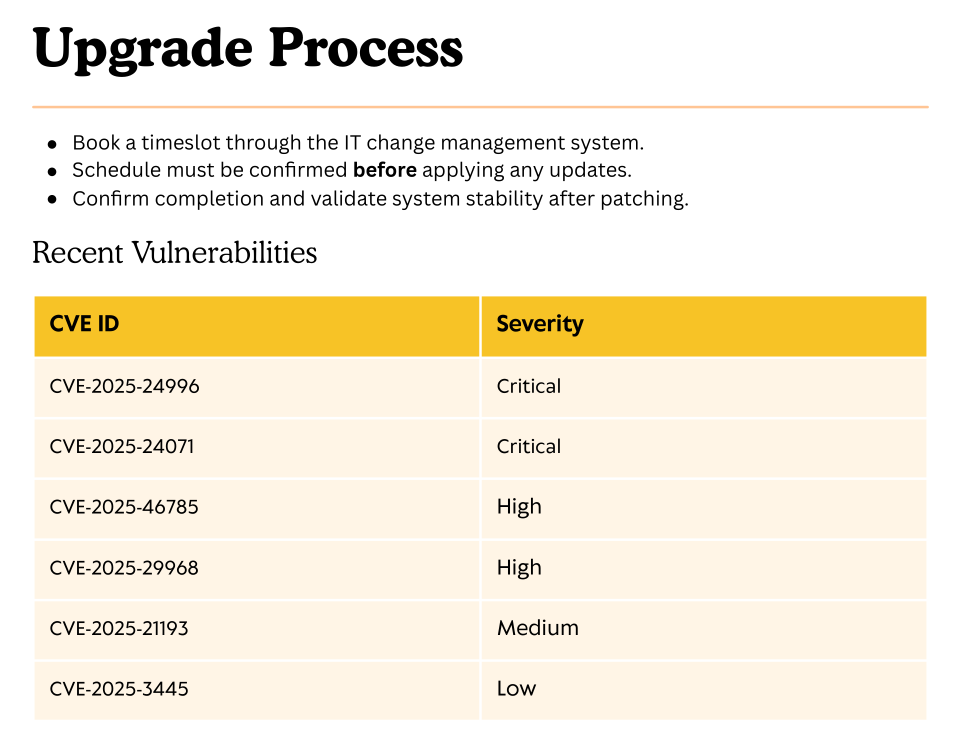 Upgrade Process
● Book a timeslot through the IT change management system.
● Schedule must be confirmed before applying any updates.
● Confirm completion and validate system stability after patching.
Recent Vulnerabilities
CVE ID Severity
CVE-2025-24996 Critical
CVE-2025-24071 Critical
CVE-2025-46785 High
CVE-2025-29968 High
CVE-2025-21193 Medium
CVE-2025-3445 Low